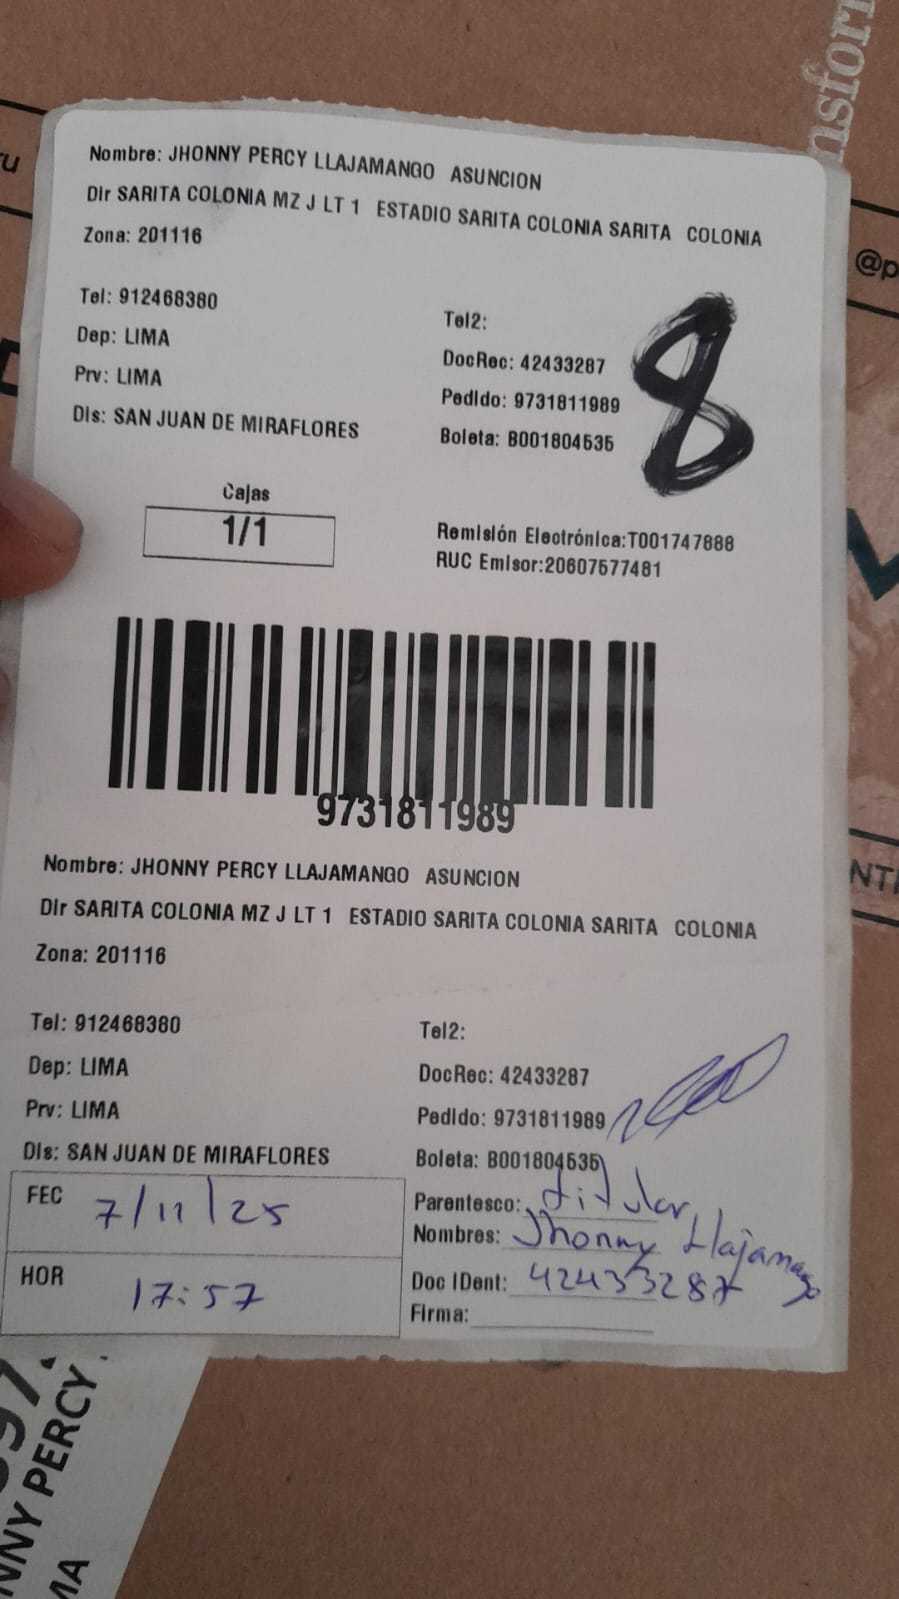 Nombre: JHONNY PERCY LLAJAMANGO ASUNCION
Dir SARITA COLONIA MZ J LT 1 ESTADIO SARITA COLONIA SARITA COLONIA
Zona: 201116
Tel: 912468380
Tel2:
Dep: LIMA
DocRec: 42433287
Prv: LIMA
Pedido: 9731811989
Dis: SAN JUAN DE MIRAFLORES
Boleta: B001804535
8
Cajas
1/1
Remisión Electrónica:T001747888
RUC Emisor:20607577481
9731811989
Nombre: JHONNY PERCY LLAJAMANGO ASUNCION
Dir SARITA COLONIA MZ J LT 1 ESTADIO SARITA COLONIA SARITA COLONIA
Zona: 201116
Tel: 912468380
Tel2:
Dep: LIMA
DocRec: 42433287
Prv: LIMA
Pedido: 9731811989
Dis: SAN JUAN DE MIRAFLORES
Boleta: B001804535
FEC 7/11/25
Parentesco: titular
Nombres: Jhonny Llajamango
HOR 17:57
Doc IDent: 42433287
Firma:
nsform
@p
NNY PERCY
MA